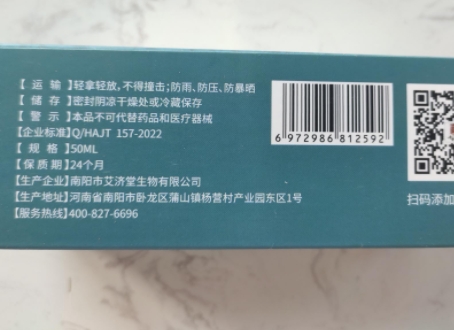 【 运 输 】轻拿轻放,不得撞击;防雨、防压、防暴晒
【 储 存 】密封阴凉干燥处或冷藏保存
【 警 示 】本品不可代替药品和医疗器械
【企业标准】Q/HAJT 157-2022
【 规 格 】50ML
【 保 质 期 】24个月
【生产企业】南阳市艾济堂生物有限公司
【生产地址】河南省南阳市卧龙区蒲山镇杨营村产业园东区1号
【服务热线】400-827-6696
6 972986 812592
扫码添加